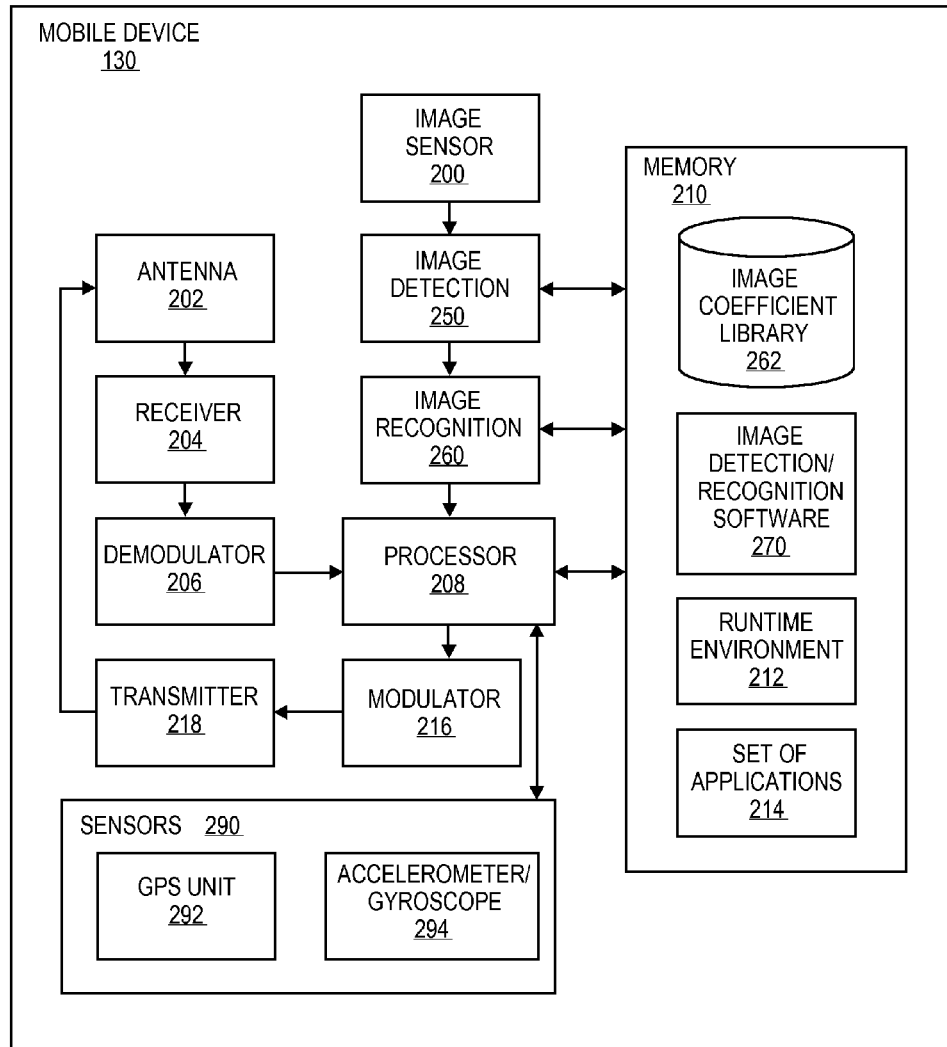 MOBILE DEVICE
130
IMAGE
SENSOR
200
ANTENNA
202
IMAGE
DETECTION
250
RECEIVER
204
IMAGE
RECOGNITION
260
DEMODULATOR
206
PROCESSOR
208
TRANSMITTER
218
MODULATOR
216
SENSORS 290
GPS UNIT
292
ACCELEROMETER/
GYROSCOPE
294
MEMORY
210
IMAGE
COEFFICIENT
LIBRARY
262
IMAGE
DETECTION/
RECOGNITION
SOFTWARE
270
RUNTIME
ENVIRONMENT
212
SET OF
APPLICATIONS
214